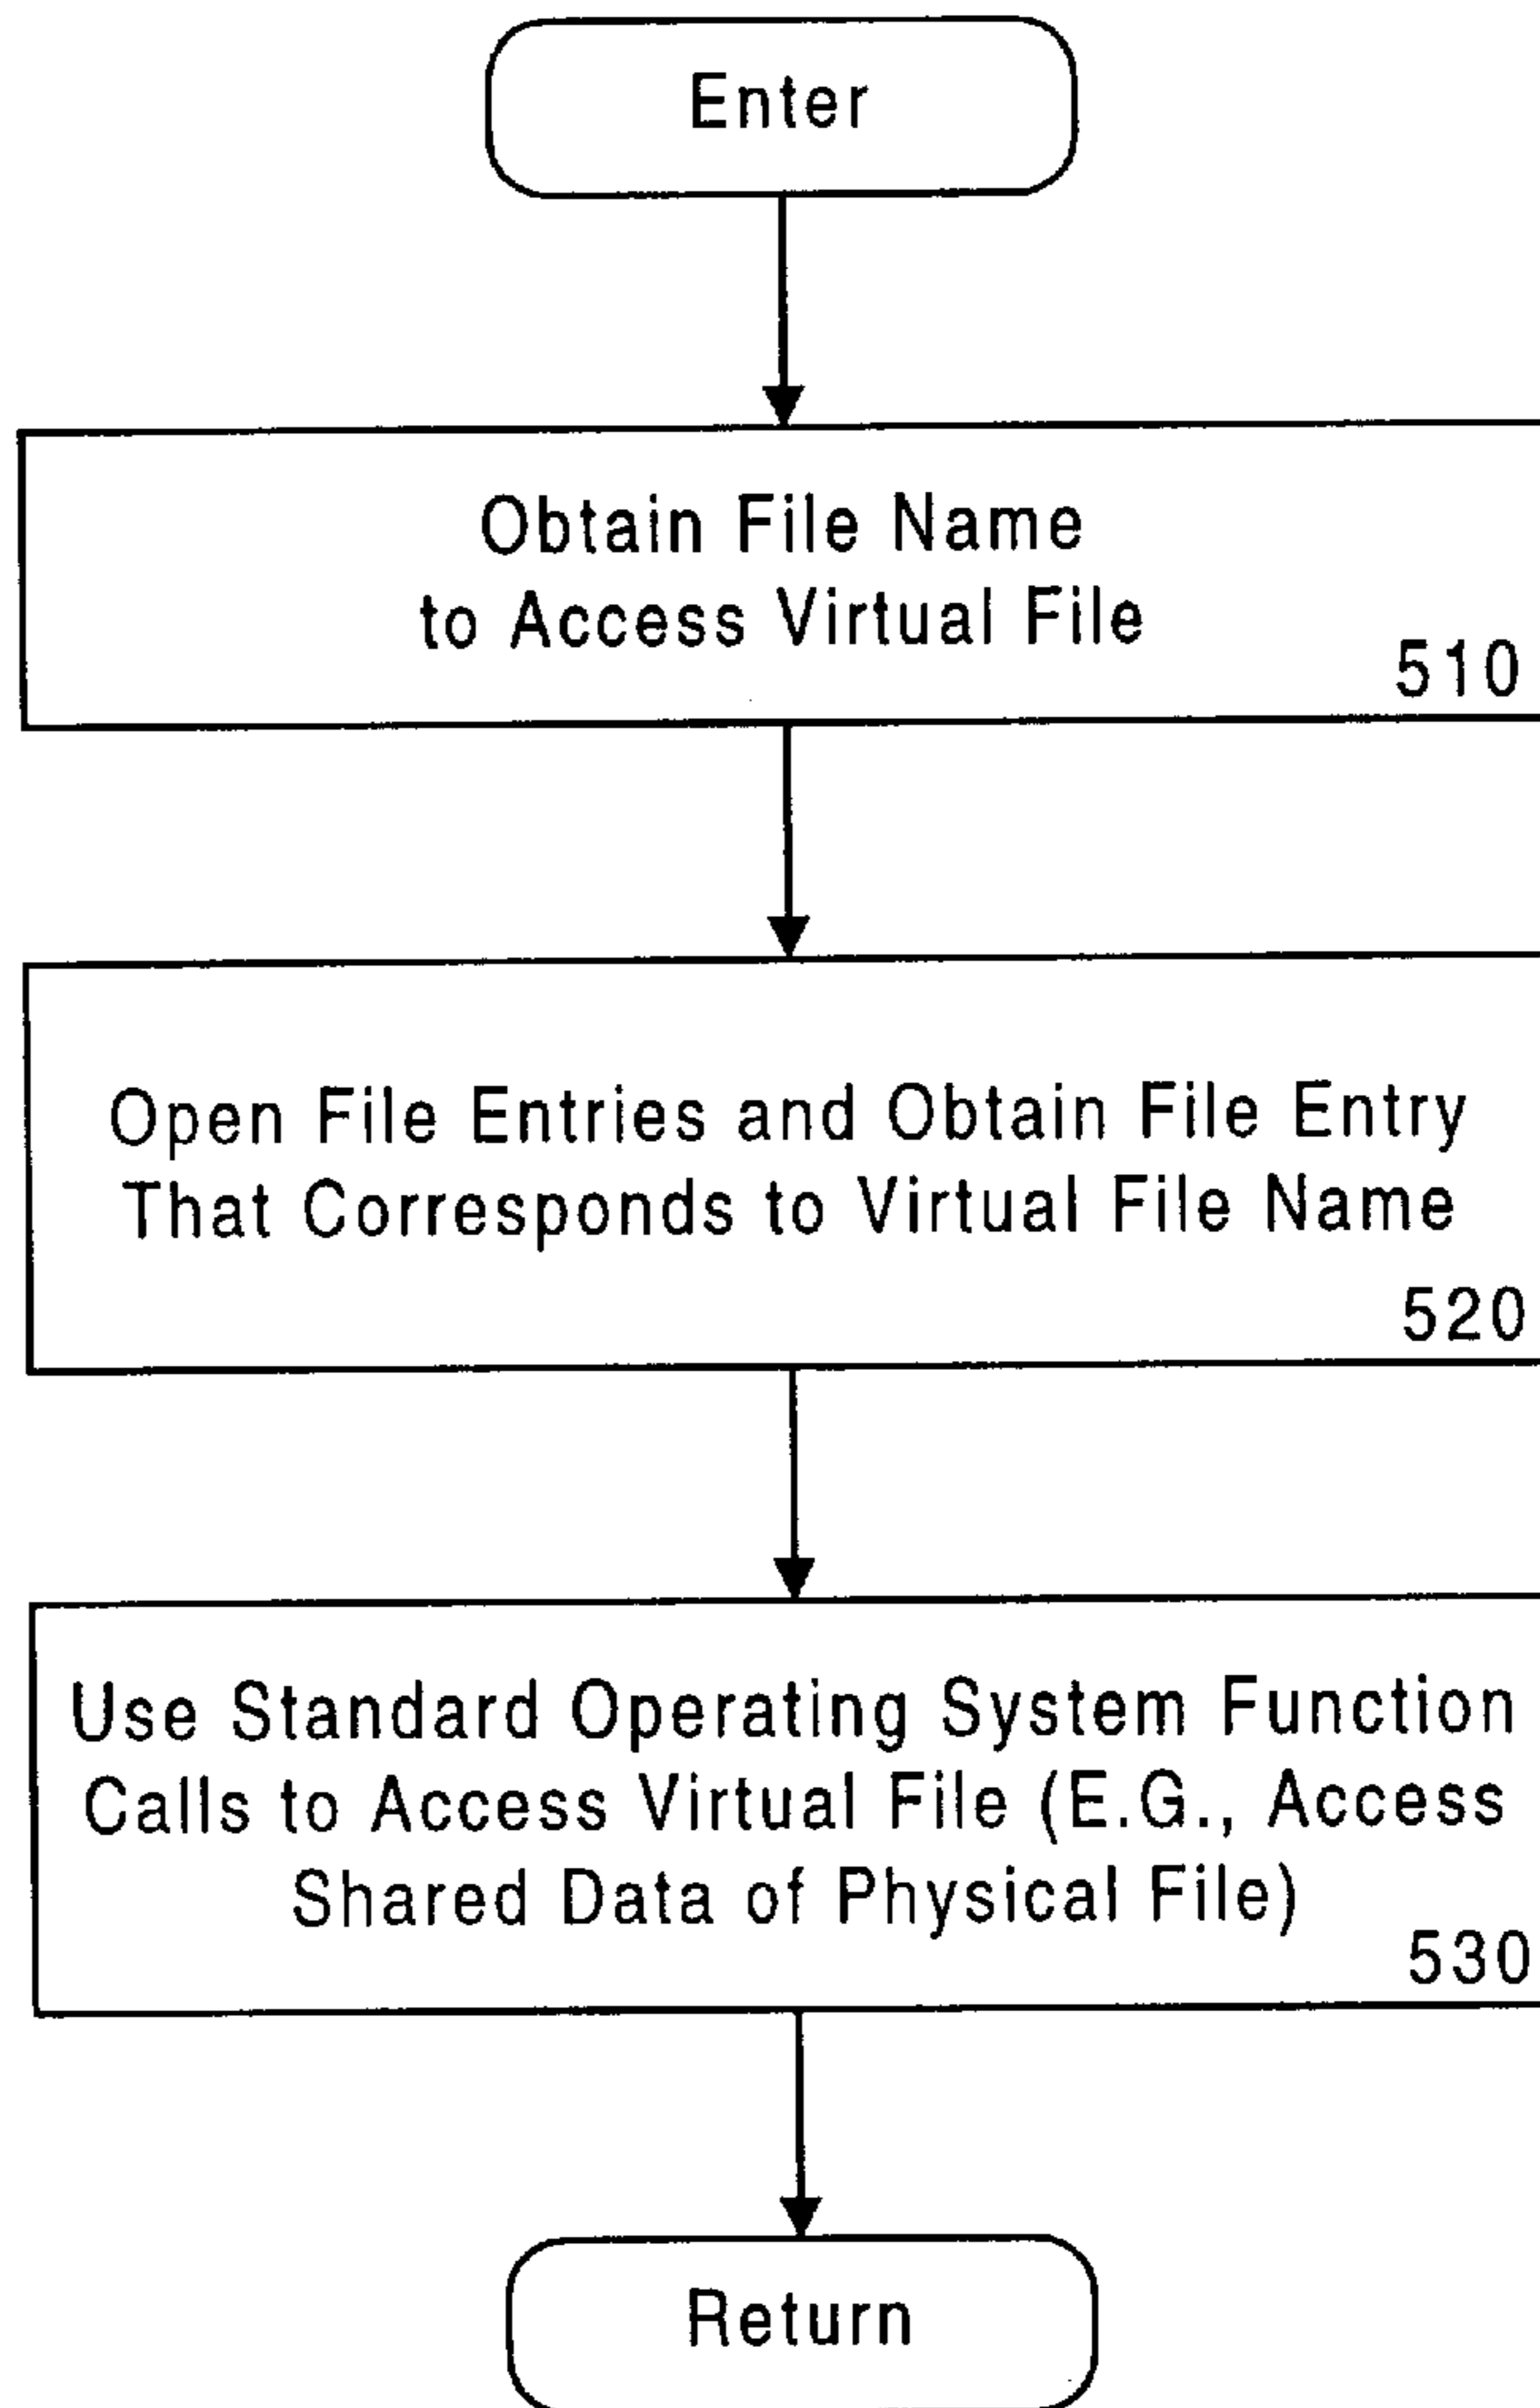 Enter
Obtain File Name
to Access Virtual File
510
Open File Entries and Obtain File Entry
That Corresponds to Virtual File Name
520
Use Standard Operating System Function
Calls to Access Virtual File (E.G., Access
Shared Data of Physical File)
530
Return